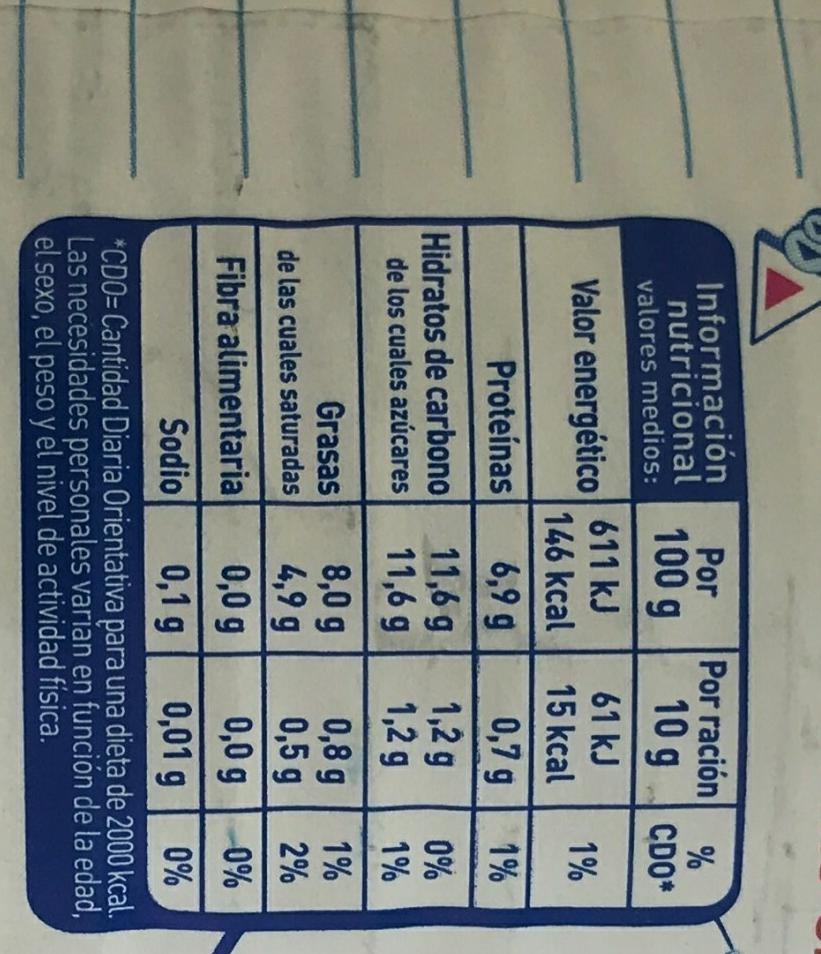 Información nutricional valores medios: Por 100 g Por ración 10 g % CDO*
Valor energético 611 kJ 61 kJ
146 kcal 15 kcal 1%
Proteínas 6,9 g 0,7 g 1%
Hidratos de carbono 11,6 g 1,2 g 0%
de los cuales azúcares 11,6 g 1,2 g 1%
Grasas 8,0 g 0,8 g 1%
de las cuales saturadas 4,9 g 0,5 g 2%
Fibra alimentaria 0,0 g 0,0 g 0%
Sodio 0,1 g 0,01 g 0%
*CDO= Cantidad Diaria Orientativa para una dieta de 2000 kcal.
Las necesidades personales varían en función de la edad,
el sexo, el peso y el nivel de actividad física.